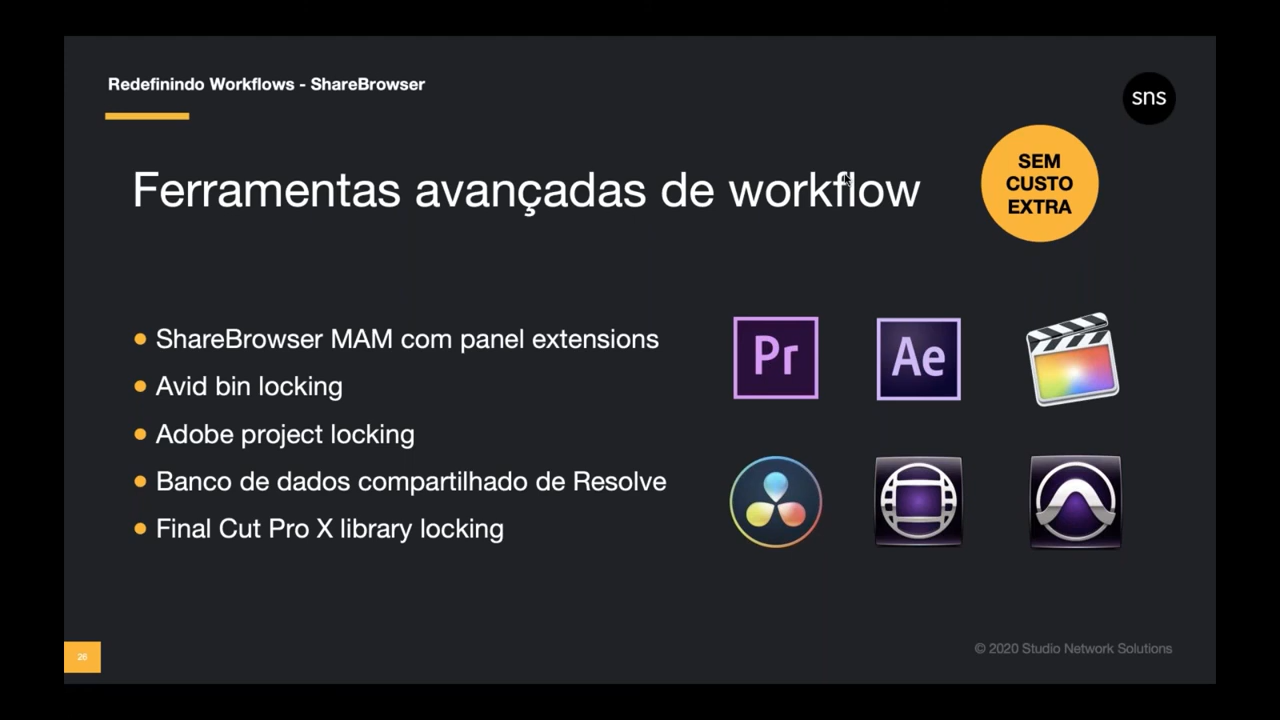 Redefinindo Workflows - ShareBrowser
sns
Ferramentas avançadas de workflow
SEM
CUSTO
EXTRA
ShareBrowser MAM com panel extensions
Avid bin locking
Adobe project locking
Banco de dados compartilhado de Resolve
Final Cut Pro X library locking
Pr
Ae
26
© 2020 Studio Network Solutions